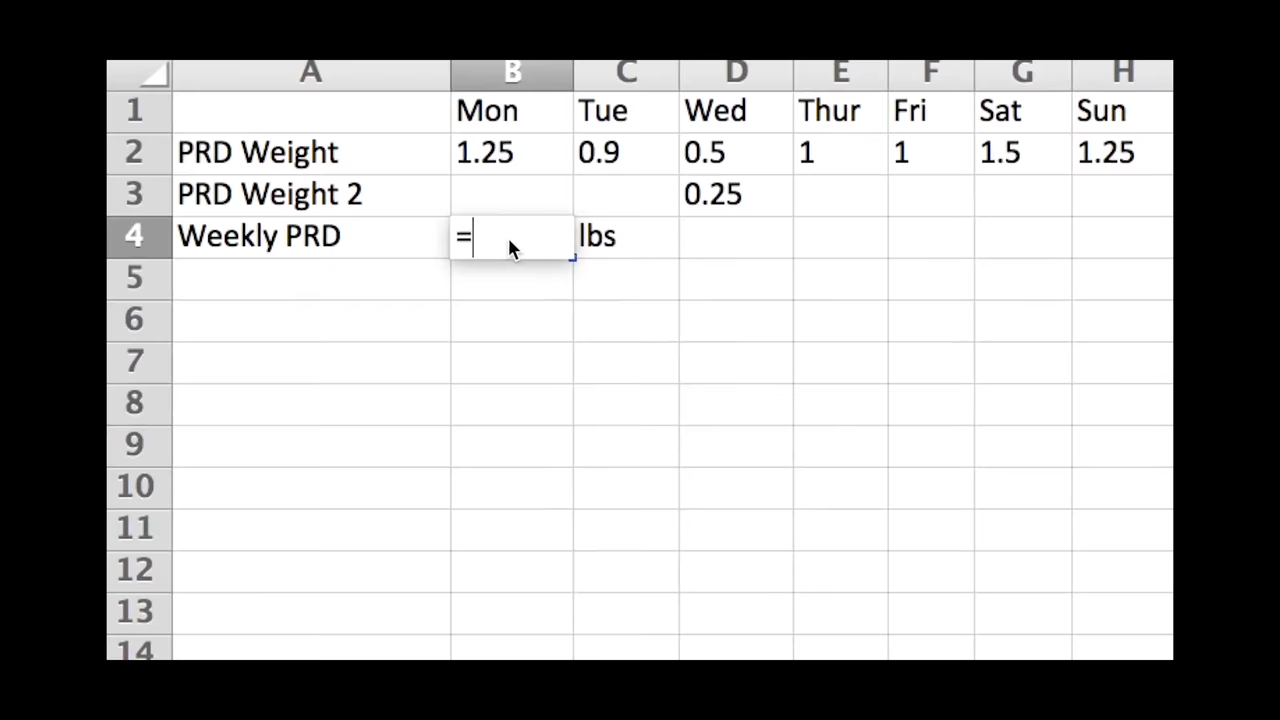 A B C D E F G H
1 Mon Tue Wed Thur Fri Sat Sun
2 PRD Weight 1.25 0.9 0.5 1 1 1.5 1.25
3 PRD Weight 2 0.25
4 Weekly PRD = lbs
5
6
7
8
9
10
11
12
13
14